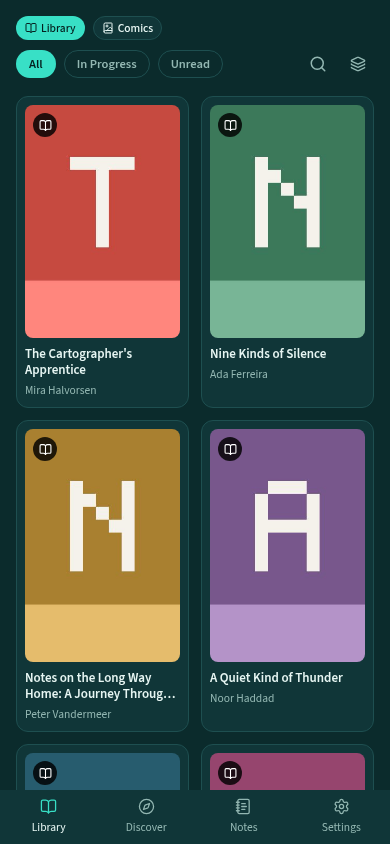 Library
Comics
All
In Progress
Unread
T
N
The Cartographer's
Apprentice
Mira Halvorsen
Nine Kinds of Silence
Ada Ferreira
N
A
Notes on the Long Way
Home: A Journey Throug…
Peter Vandermeer
A Quiet Kind of Thunder
Noor Haddad
Library
Discover
Notes
Settings